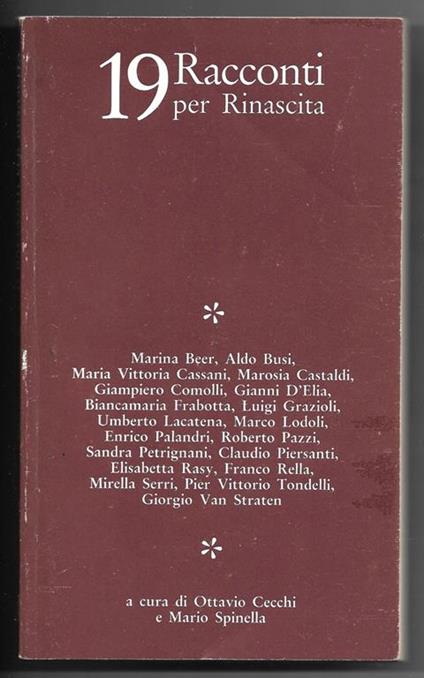 19 Racconti
per Rinascita
*
Marina Beer, Aldo Busi,
Maria Vittoria Cassani, Marosia Castaldi,
Giampiero Comolli, Gianni D'Elia,
Biancamaria Frabotta, Luigi Grazioli,
Umberto Lacatena, Marco Lodoli,
Enrico Palandri, Roberto Pazzi,
Sandra Petrignani, Claudio Piersanti,
Elisabetta Rasy, Franco Rella,
Mirella Serri, Pier Vittorio Tondelli,
Giorgio Van Straten
*
a cura di Ottavio Cecchi
e Mario Spinella